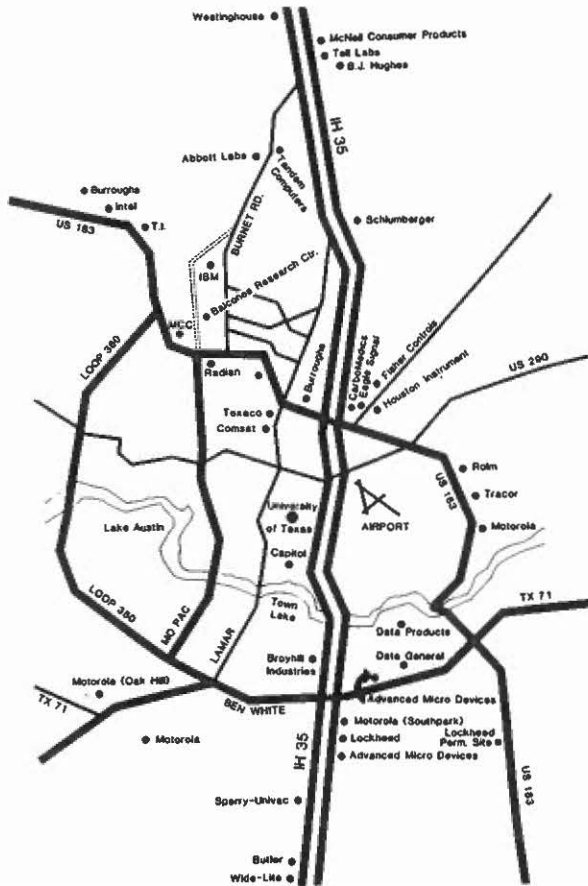 Westinghouse
McNeil Consumer Products
Tell Labs
B.J. Hughes
IH 35
Abbott Labs
Tandem
Computers
Burroughs
Intel
T.I.
US 183
BURNET RD.
Schlumberger
IBM
Balcones Research Ctr.
MCC
LOOP 360
Radian
Burroughs
CarboMedics
Eagle Signal
Fisher Controls
Houston Instrument
US 290
Texaco
Comsat
Rolm
US 183
Tracor
University
of Texas
AIRPORT
Motorola
Lake Austin
Capitol
LOOP 360
MO PAC
LAMAR
Town
Lake
TX 71
Data Products
Broyhill
Industries
Data General
Motorola (Oak Hill)
TX 71
BEN WHITE
Advanced Micro Devices
Motorola (Southpark)
Motorola
Lockheed
Lockheed
Perm. Site
Advanced Micro Devices
IH 35
US 183
Sperry-Univac
Butler
Wide-Lite